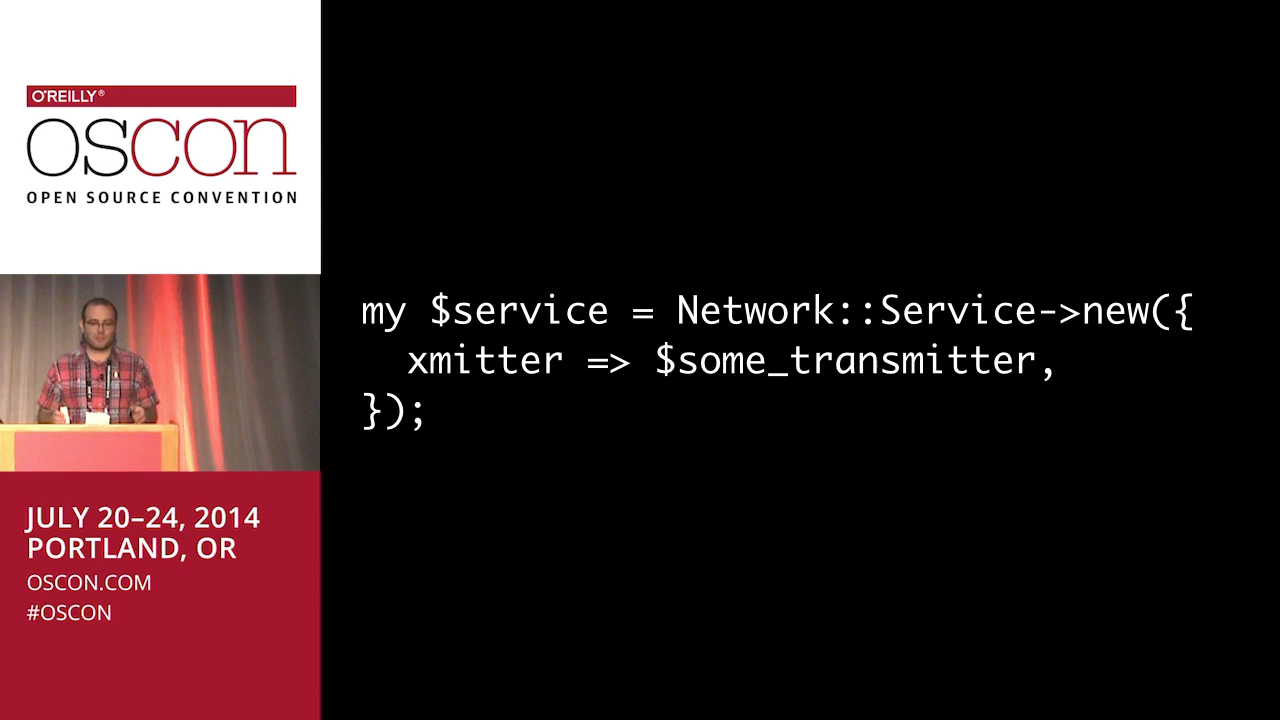 O'REILLY®
OSCON
OPEN SOURCE CONVENTION
JULY 20–24, 2014
PORTLAND, OR
OSCON.COM
#OSCON
my $service = Network::Service->new({
  xmitter => $some_transmitter,
});